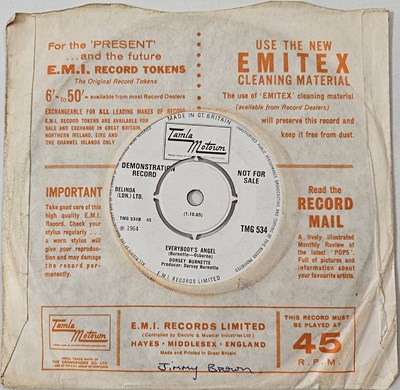 For the 'PRESENT'
...and the future
E.M.I. RECORD TOKENS
The Original Record Tokens
6'- to 50'- available from most Record Dealers
EXCHANGEABLE FOR ALL LEADING MAKES OF RECORD.
E.M.I. RECORD TOKENS ARE AVAILABLE FOR
SALE AND EXCHANGE IN GREAT BRITAIN,
NORTHERN IRELAND, EIRE AND
THE CHANNEL ISLANDS ONLY
USE THE NEW
EMITEX
CLEANING MATERIAL
The use of 'EMITEX' cleaning material
(available from Record Dealers)
will preserve this record and
keep it free from dust.
MADE IN GT. BRITAIN
Tamla
Motown
DEMONSTRATION
RECORD
NOT FOR
SALE
BELINDA
(LDN.) LTD.
(1.10.65)
TMG 534B 45
℗ 1964
TMG 534
EVERYBODY'S ANGEL
(Burnette—Osborne)
DORSEY BURNETTE
Producer: Dorsey Burnette
E.M.I. RECORDS LIMITED
IMPORTANT
Take good care of this
high quality E.M.I.
Record. Check your
stylus regularly . . .
a worn or chipped
stylus can cause
poor reproduction,
and may damage
the record per-
manently.
Read the
RECORD
MAIL
A lively illustrated
Monthly Review of
the latest 'POPS'.
Full of pictures
and information
about your
favourite artists.
Tamla
Motown
E.M.I. RECORDS LIMITED
(Controlled by Electric & Musical Industries Ltd.)
HAYES · MIDDLESEX · ENGLAND
Made and Printed in Great Britain
THIS RECORD MUST
BE PLAYED AT
45
R.P.M.
Jimmy Brown